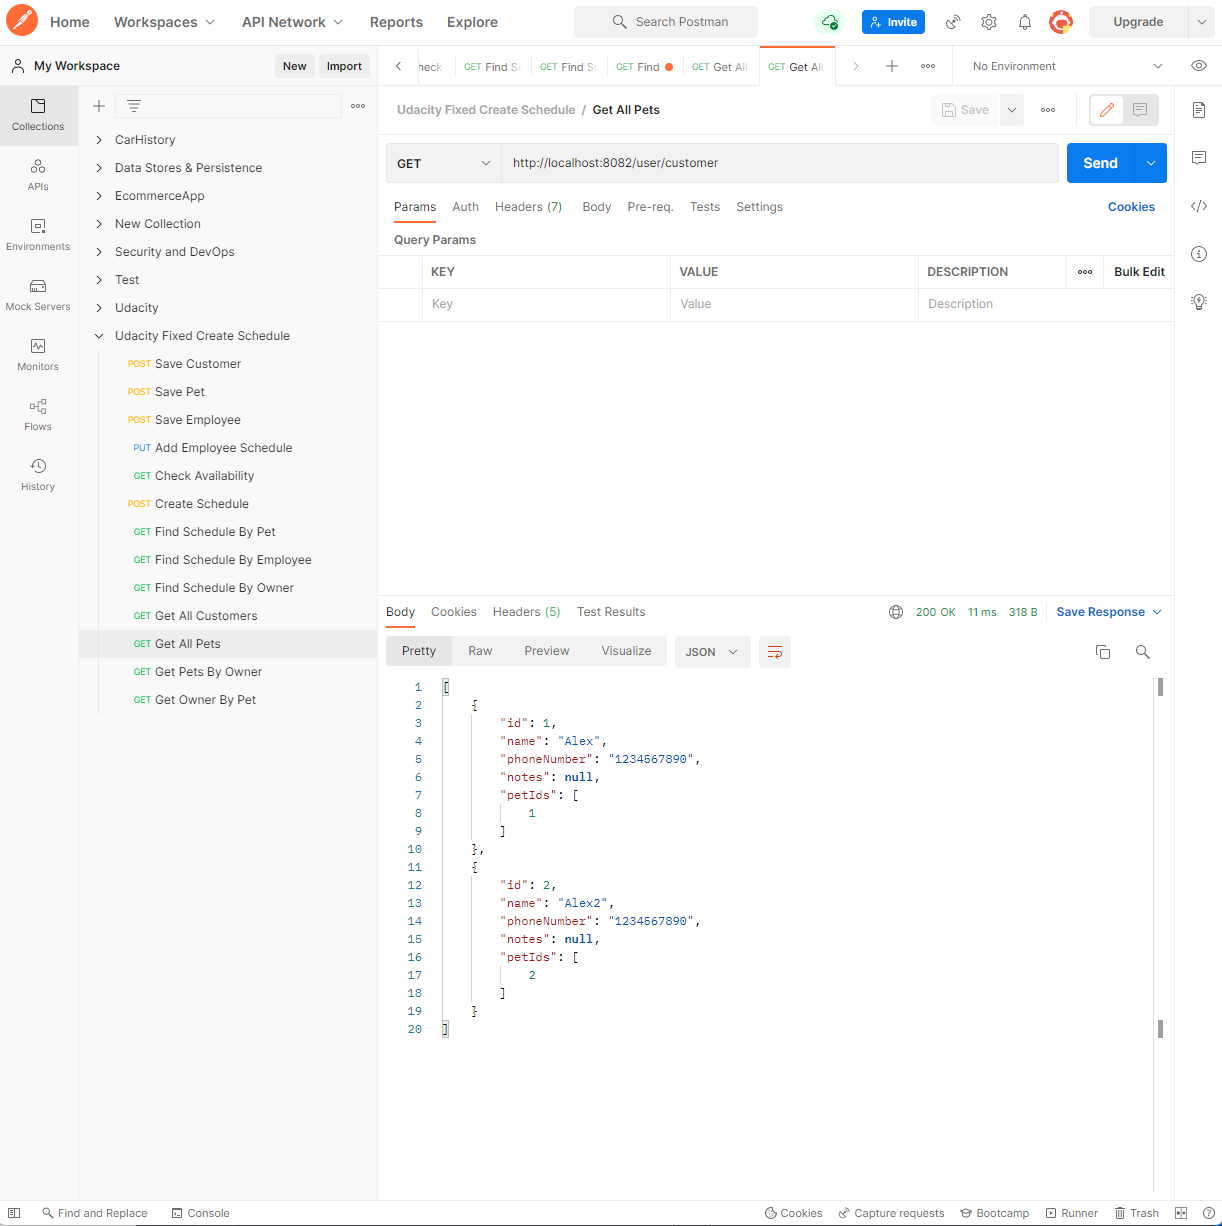 Home Workspaces API Network Reports Explore Search Postman Invite Upgrade
My Workspace New Import
GET Find GET Find GET Find GET Get All GET Get All No Environment
Collections
APIs
Environments
Mock Servers
Monitors
Flows
History
CarHistory
Data Stores & Persistence
EcommerceApp
New Collection
Security and DevOps
Test
Udacity
Udacity Fixed Create Schedule
POST Save Customer
POST Save Pet
POST Save Employee
PUT Add Employee Schedule
GET Check Availability
POST Create Schedule
GET Find Schedule By Pet
GET Find Schedule By Employee
GET Find Schedule By Owner
GET Get All Customers
GET Get All Pets
GET Get Pets By Owner
GET Get Owner By Pet
Udacity Fixed Create Schedule / Get All Pets Save
GET http://localhost:8082/user/customer Send
Params Auth Headers (7) Body Pre-req. Tests Settings Cookies
Query Params
KEY VALUE DESCRIPTION Bulk Edit
Key Value Description
Body Cookies Headers (5) Test Results 200 OK 11 ms 318 B Save Response
Pretty Raw Preview Visualize JSON
1 [
2 {
3 "id": 1,
4 "name": "Alex",
5 "phoneNumber": "1234567890",
6 "notes": null,
7 "petIds": [
8 1
9 ]
10 },
11 {
12 "id": 2,
13 "name": "Alex2",
14 "phoneNumber": "1234567890",
15 "notes": null,
16 "petIds": [
17 2
18 ]
19 }
20 ]
Find and Replace Console Cookies Capture requests Bootcamp Runner Trash